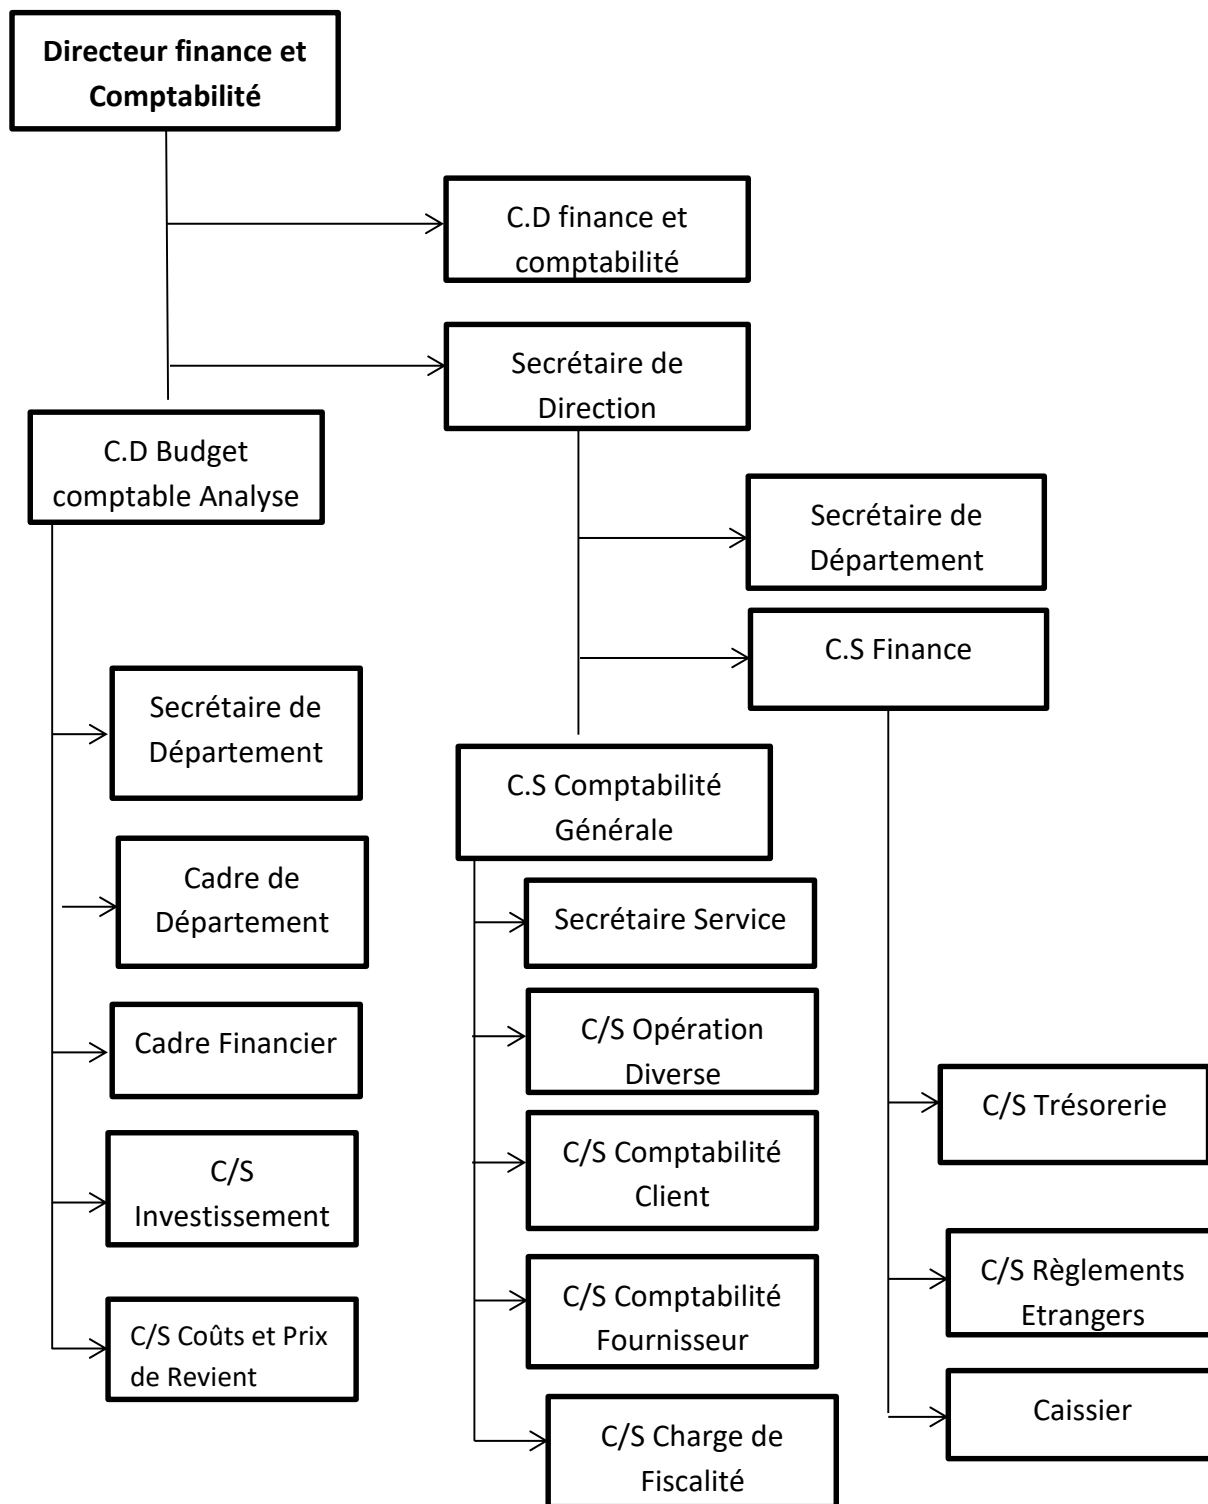 Directeur finance et
Comptabilité
C.D finance et
comptabilité
Secrétaire de
Direction
C.D Budget
comptable Analyse
Secrétaire de
Département
C.S Finance
Secrétaire de
Département
C.S Comptabilité
Générale
Cadre de
Département
Secrétaire Service
Cadre Financier
C/S Opération
Diverse
C/S Trésorerie
C/S
Investissement
C/S Comptabilité
Client
C/S Règlements
Etrangers
C/S Comptabilité
Fournisseur
C/S Coûts et Prix
de Revient
Caissier
C/S Charge de
Fiscalité